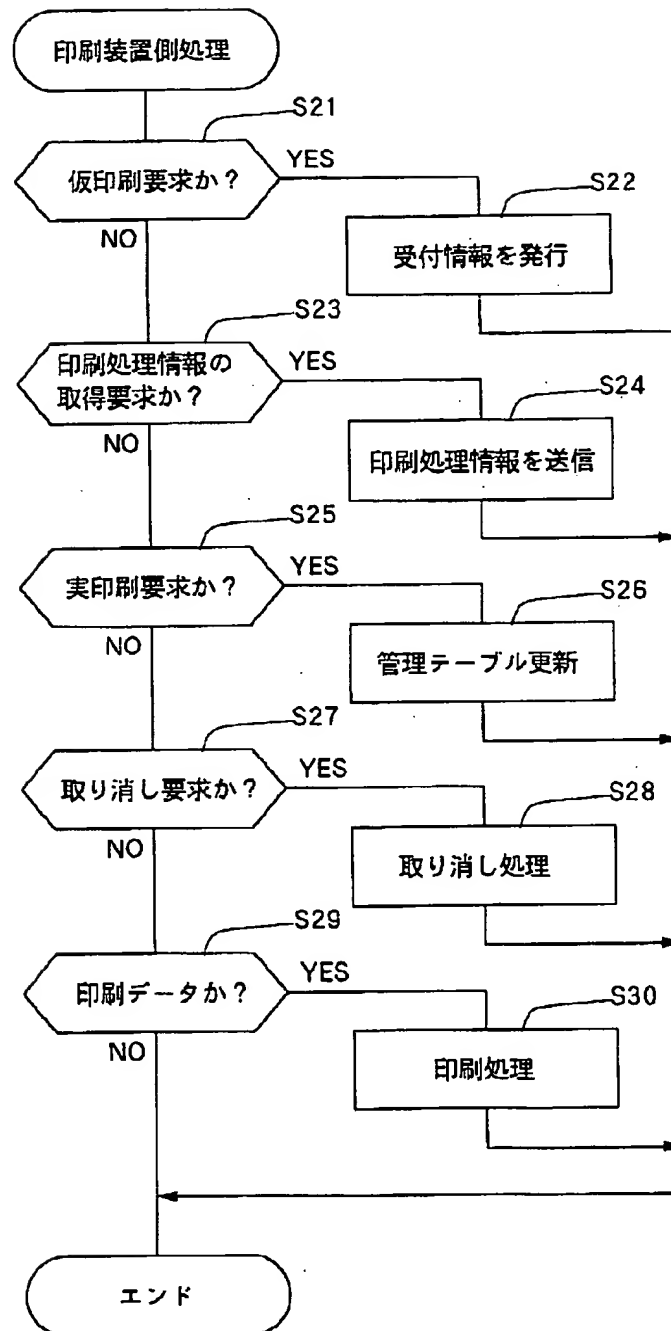 印刷装置側処理
S21
仮印刷要求か？
YES
S22
NO
受付情報を発行
S23
印刷処理情報の
取得要求か？
YES
S24
NO
印刷処理情報を送信
S25
実印刷要求か？
YES
S26
NO
管理テーブル更新
S27
取り消し要求か？
YES
S28
NO
取り消し処理
S29
印刷データか？
YES
S30
NO
印刷処理
エンド